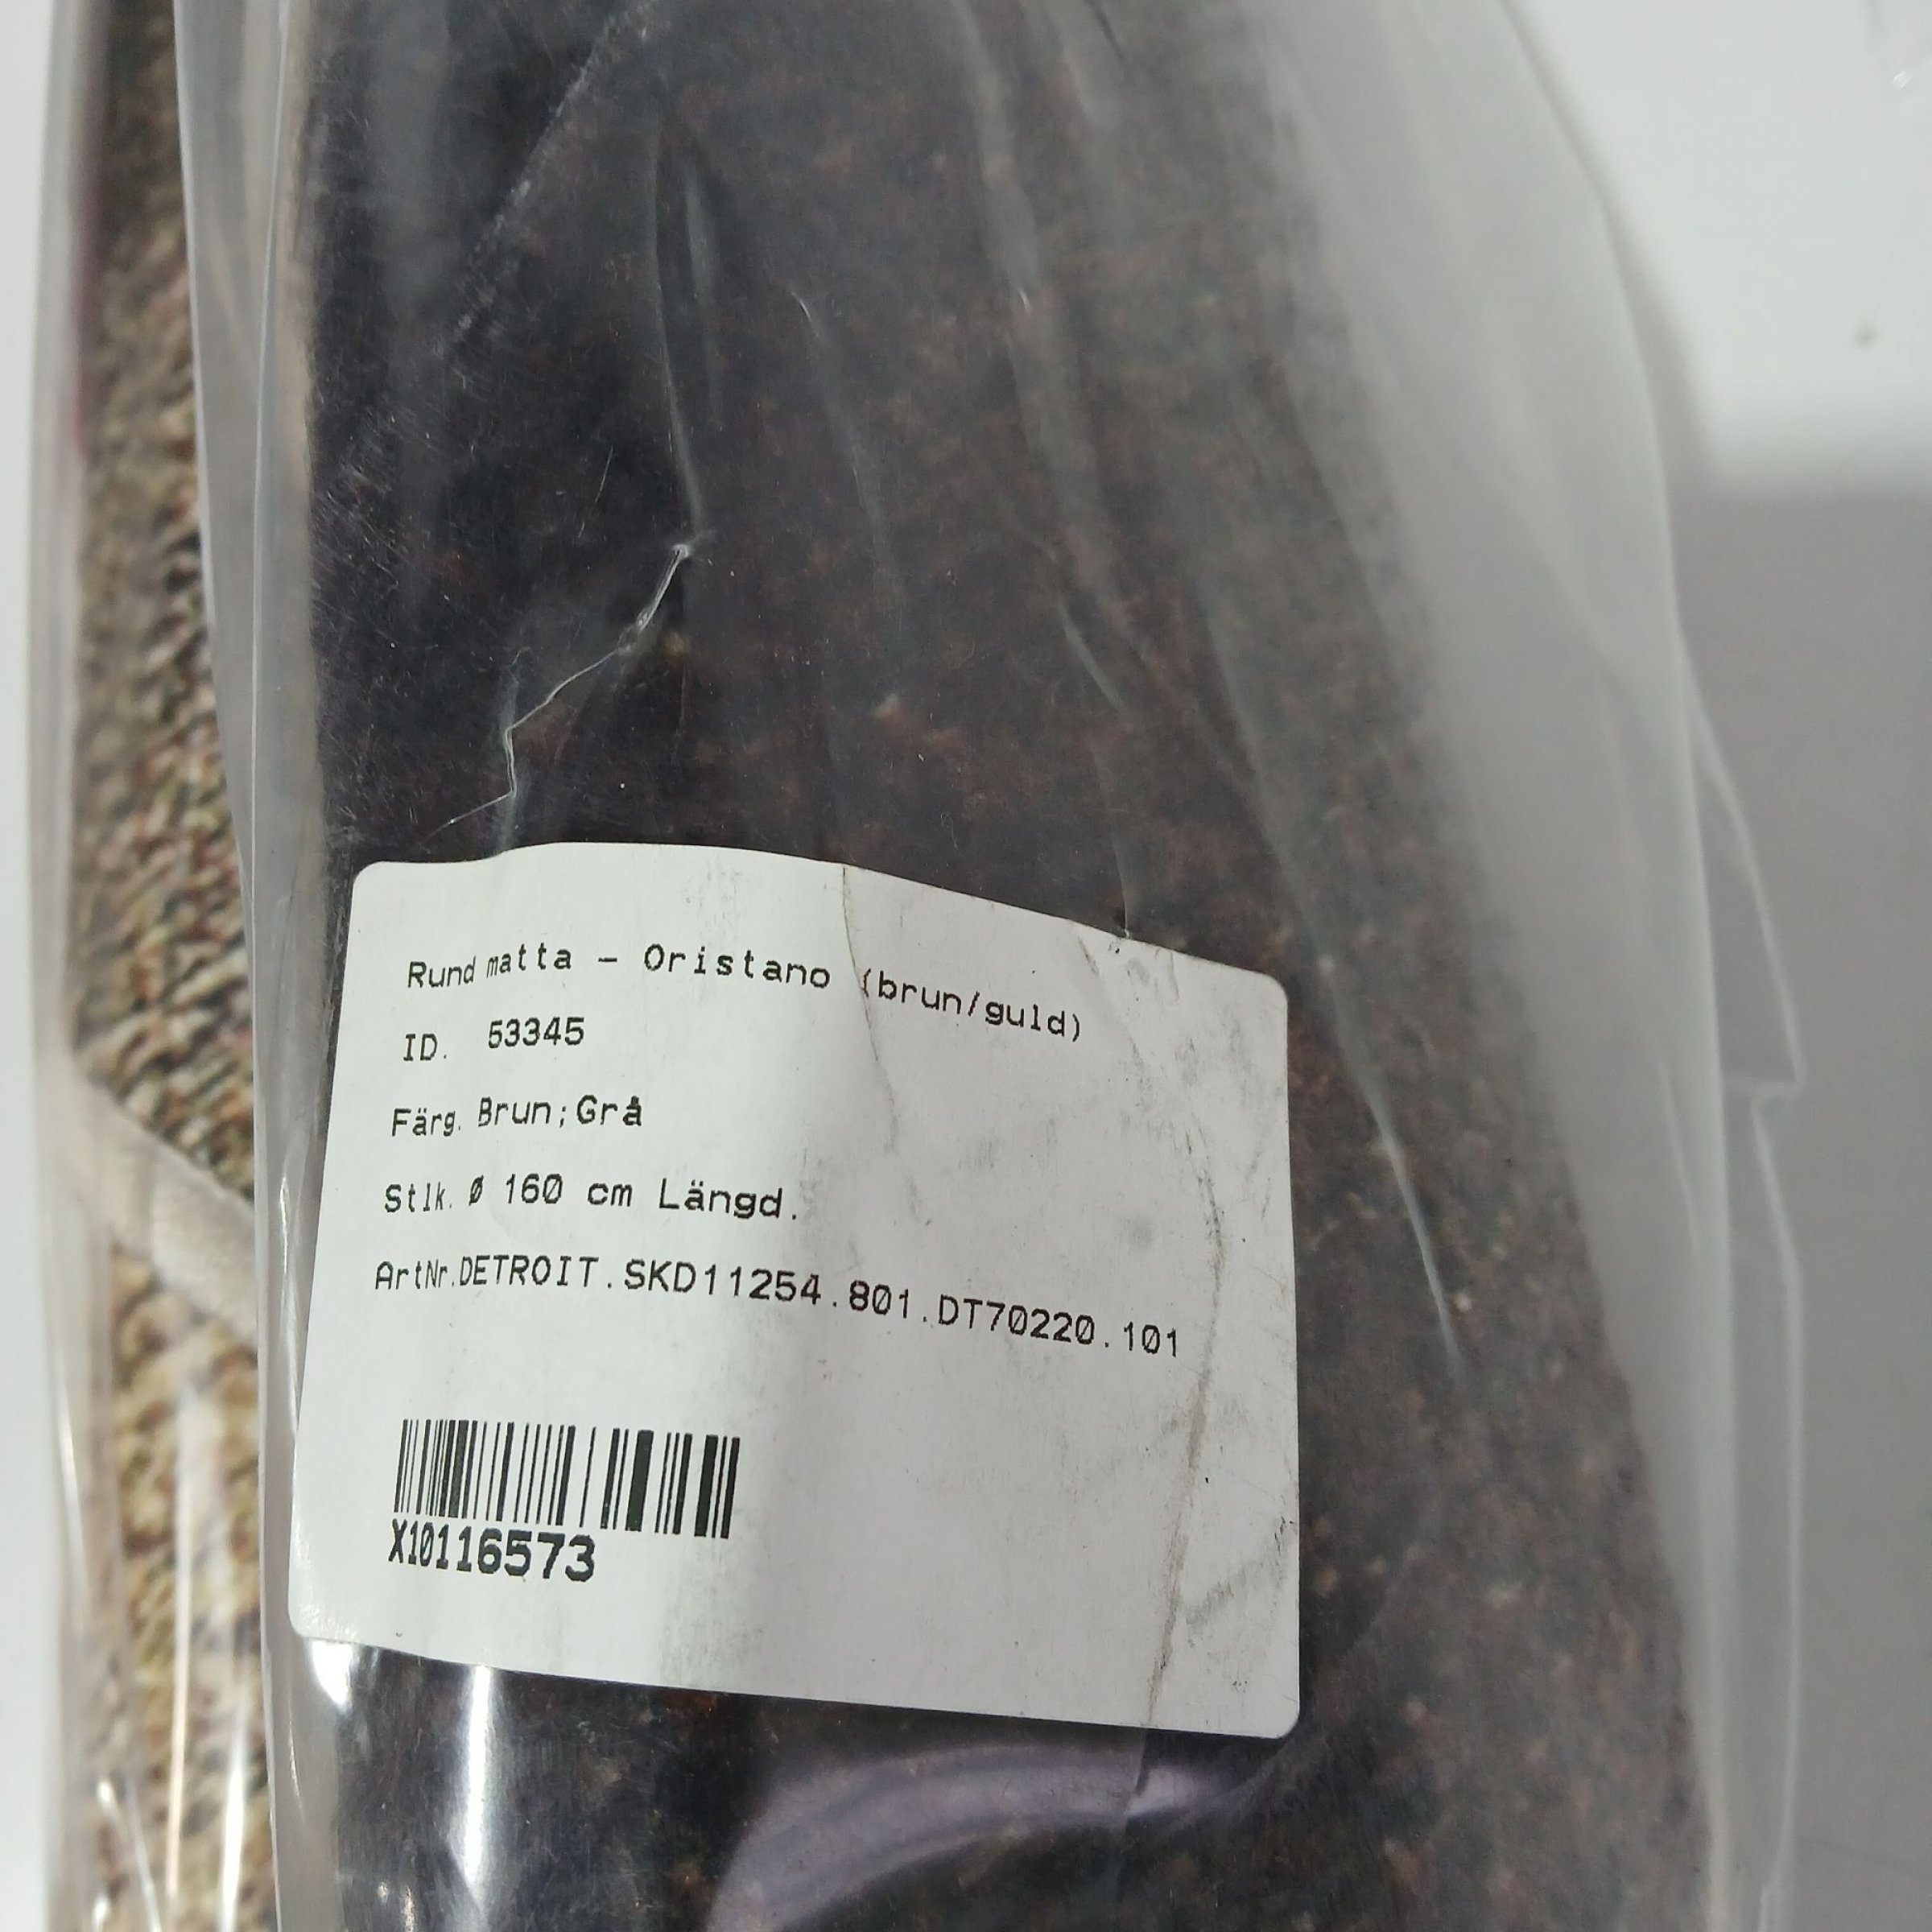 Rund matta - Oristano (brun/guld)
ID. 53345
Färg. Brun;Grå
Stlk. Ø 160 cm Längd.
ArtNr.DETROIT.SKD11254.801.DT70220.101
X10116573